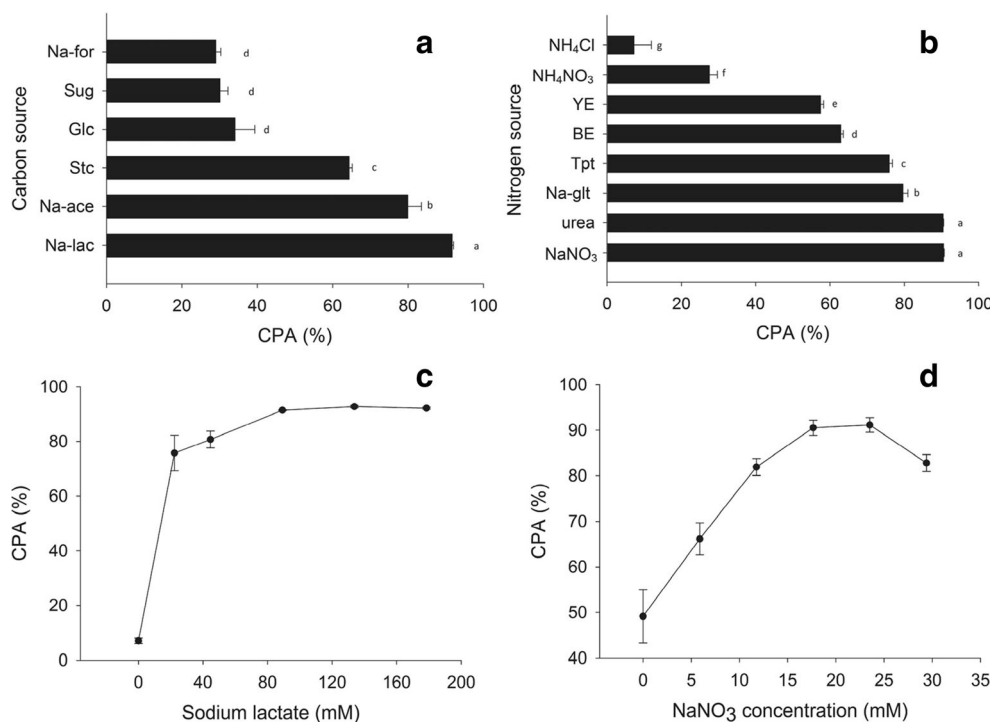 a
Carbon source
Na-for
Sug
Glc
Stc
Na-ace
Na-lac
d
d
d
c
b
a
0 20 40 60 80 100
CPA (%)
b
Nitrogen source
NH₄Cl
NH₄NO₃
YE
BE
Tpt
Na-glt
urea
NaNO₃
g
f
e
d
c
b
a
a
0 20 40 60 80 100
CPA (%)
c
CPA (%)
100
80
60
40
20
0
0 40 80 120 160 200
Sodium lactate (mM)
d
CPA (%)
100
90
80
70
60
50
40
0 5 10 15 20 25 30 35
NaNO₃ concentration (mM)